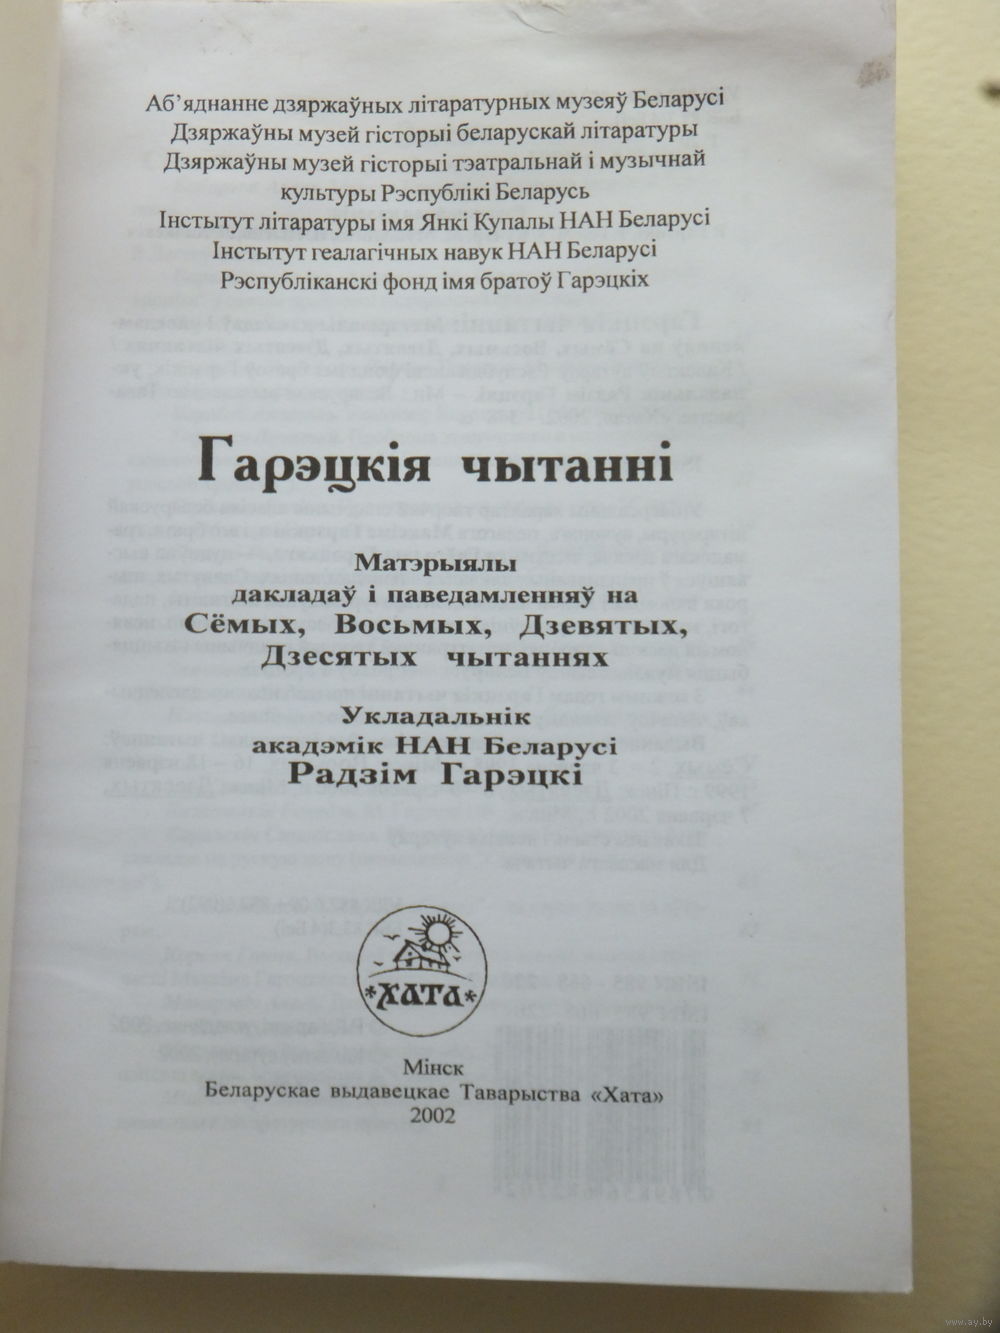 Аб’яднанне дзяржаўных літаратурных музеяў Беларусі
Дзяржаўны музей гісторыі беларускай літаратуры
Дзяржаўны музей гісторыі тэатральнай і музычнай
культуры Рэспублікі Беларусь
Інстытут літаратуры імя Янкі Купалы НАН Беларусі
Інстытут геалагічных навук НАН Беларусі
Рэспубліканскі фонд імя братоў Гарэцкіх
Гарэцкія чытанні
Матэрыялы
дакладаў і паведамленняў на
Сёмых, Восьмых, Дзевятых,
Дзесятых чытаннях
Укладальнік
акадэмік НАН Беларусі
Радзім Гарэцкі
*ХАТА*
Мінск
Беларускае выдавецкае Таварыства «Хата»
2002
www.ay.by